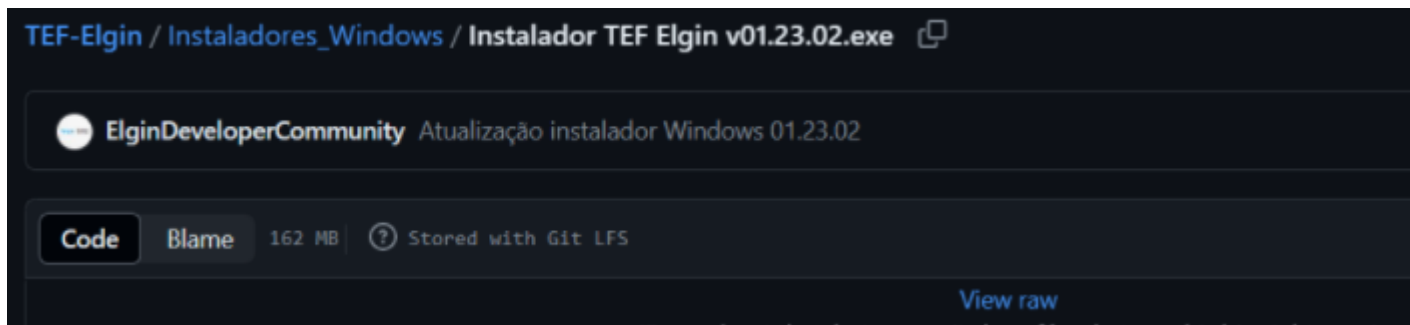 TEF-Elgin / Instaladores_Windows / Instalador TEF Elgin v01.23.02.exe
ElginDeveloperCommunity Atualização instalador Windows 01.23.02
Code Blame 162 MB Stored with Git LFS
View raw